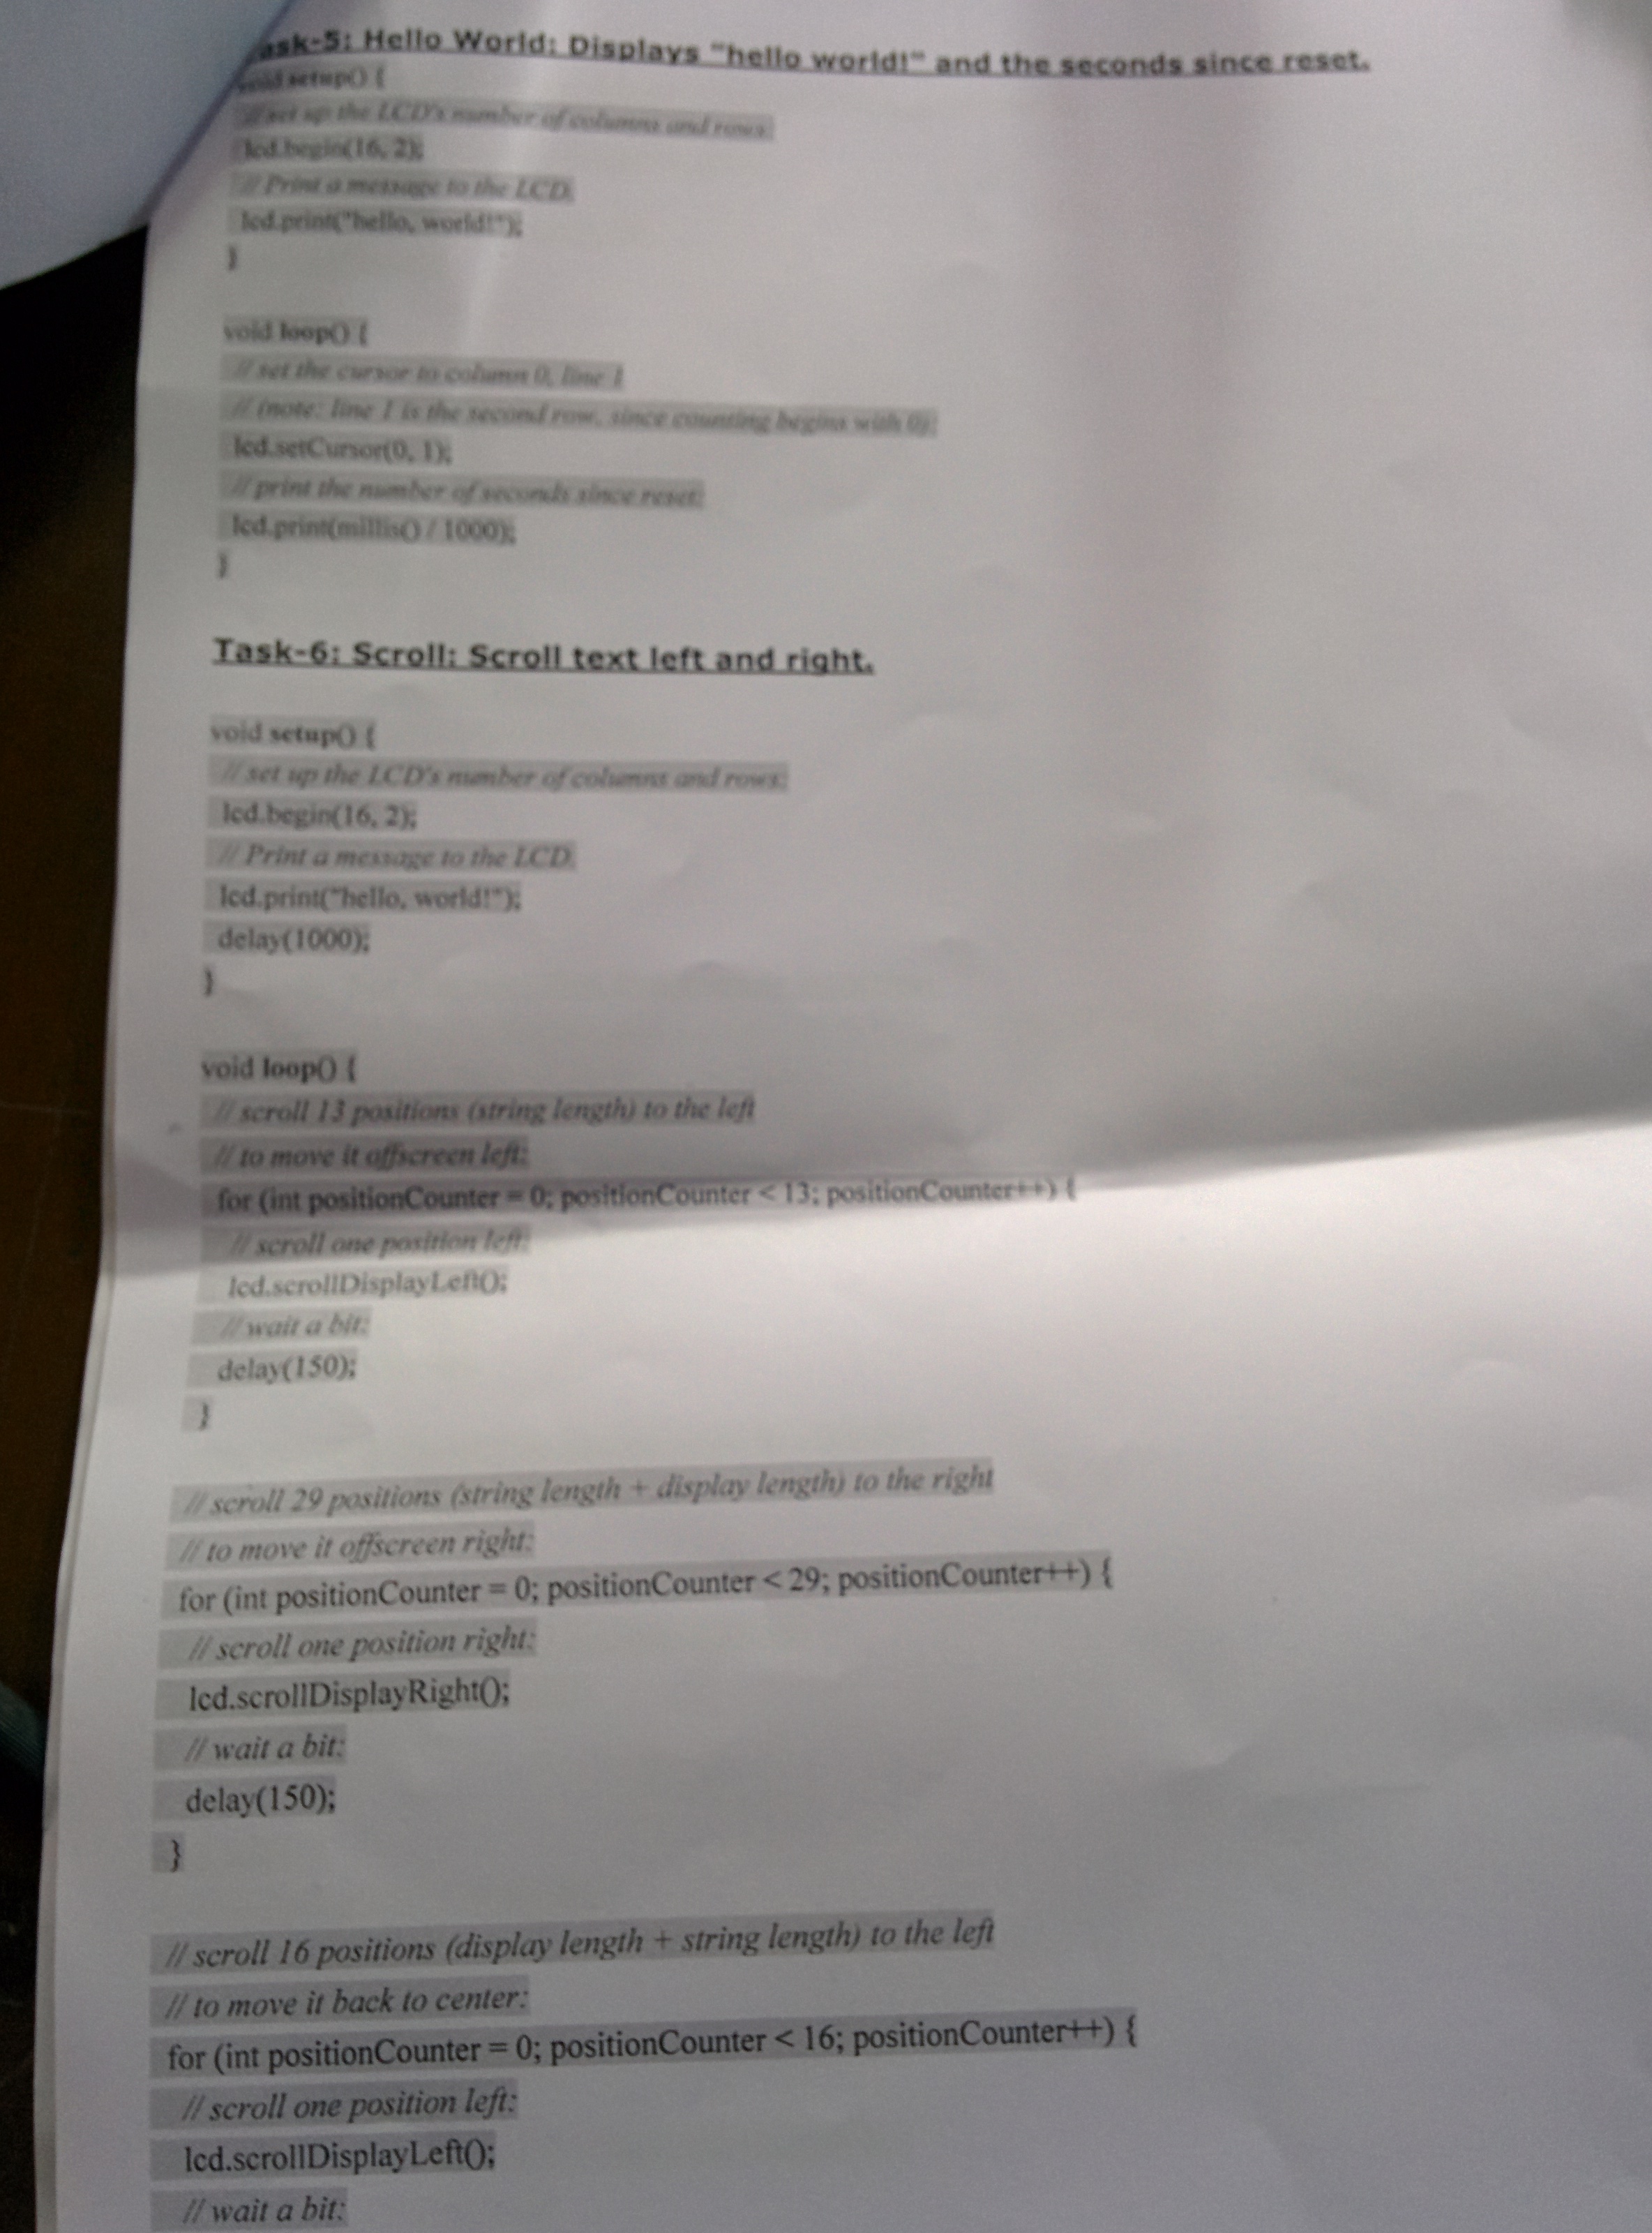 ask-5: Hello World: Displays "hello world!" and the seconds since reset.
void setup() {
// set up the LCD's number of columns and rows:
lcd.begin(16, 2);
// Print a message to the LCD.
lcd.print("hello, world!");
}
void loop() {
// set the cursor to column 0, line 1
// (note: line 1 is the second row, since counting begins with 0):
lcd.setCursor(0, 1);
// print the number of seconds since reset:
lcd.print(millis() / 1000);
}
Task-6: Scroll: Scroll text left and right.
void setup() {
// set up the LCD's number of columns and rows:
lcd.begin(16, 2);
// Print a message to the LCD.
lcd.print("hello, world!");
delay(1000);
}
void loop() {
// scroll 13 positions (string length) to the left
// to move it offscreen left:
for (int positionCounter = 0; positionCounter < 13; positionCounter++) {
// scroll one position left:
lcd.scrollDisplayLeft();
// wait a bit:
delay(150);
}
// scroll 29 positions (string length + display length) to the right
// to move it offscreen right:
for (int positionCounter = 0; positionCounter < 29; positionCounter++) {
// scroll one position right:
lcd.scrollDisplayRight();
// wait a bit:
delay(150);
}
// scroll 16 positions (display length + string length) to the left
// to move it back to center:
for (int positionCounter = 0; positionCounter < 16; positionCounter++) {
// scroll one position left:
lcd.scrollDisplayLeft();
// wait a bit: